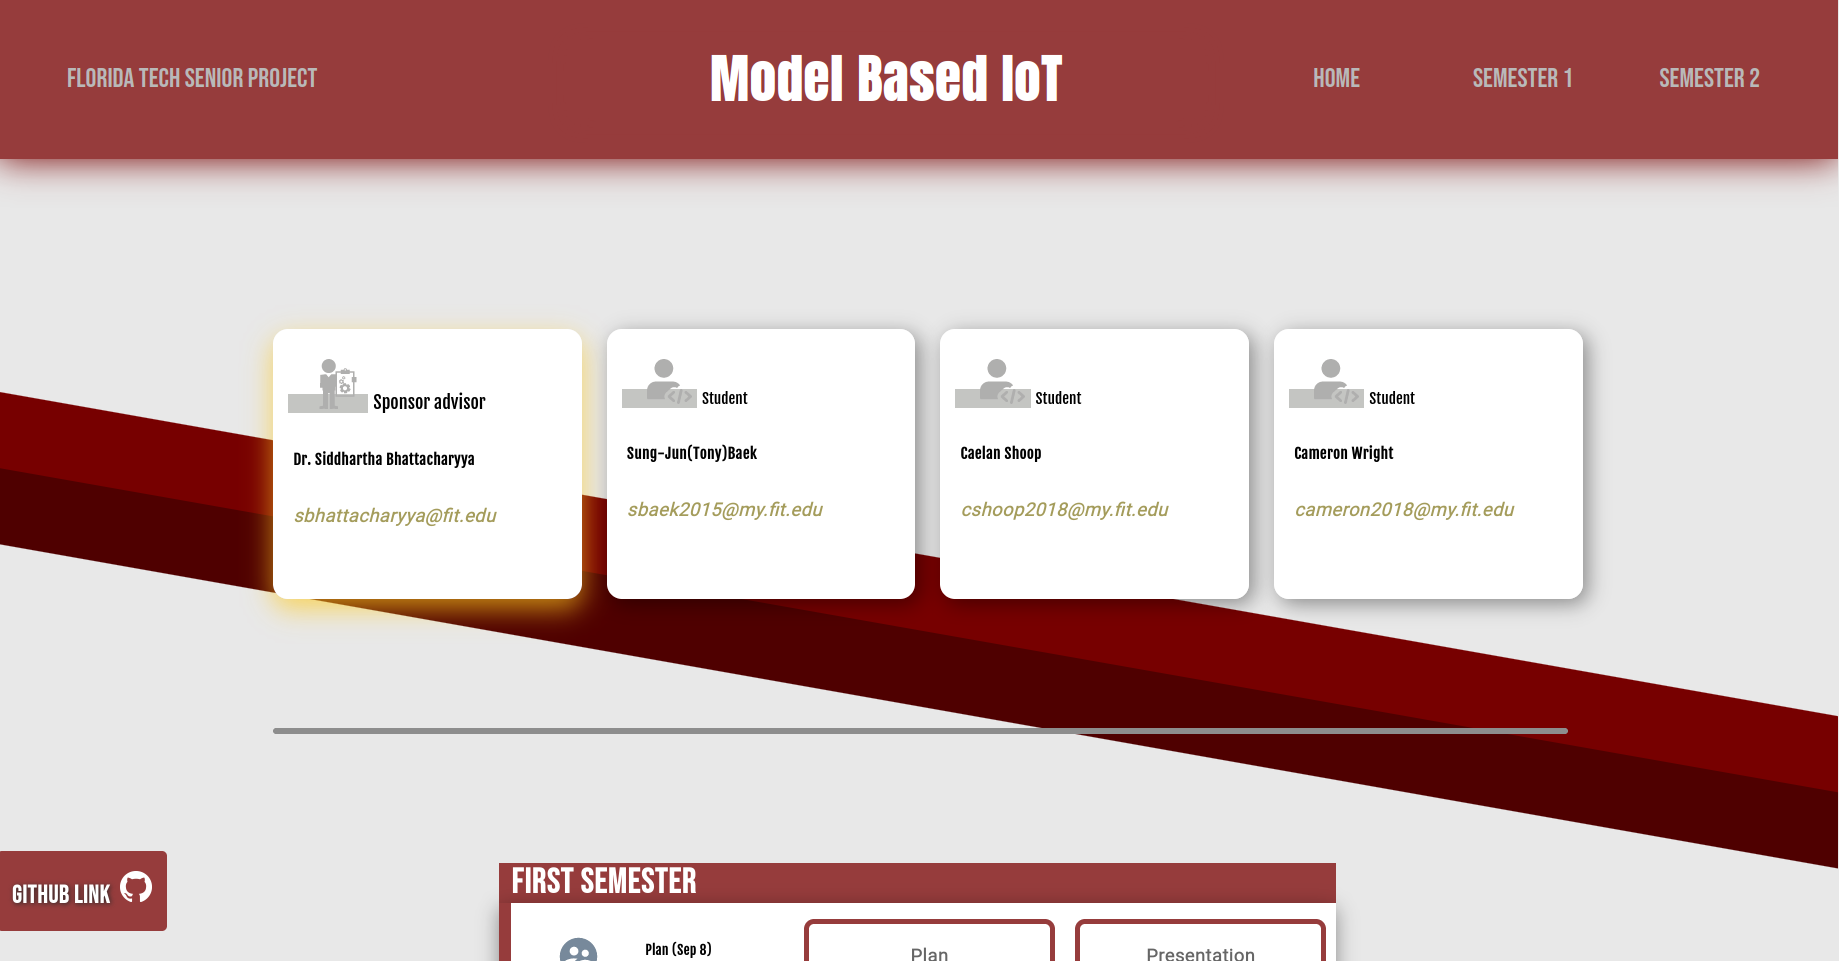 FLORIDA TECH SENIOR PROJECT
Model Based IoT
HOME
SEMESTER 1
SEMESTER 2
Sponsor advisor
Dr. Siddhartha Bhattacharyya
sbhattacharyya@fit.edu
Student
Sung-Jun(Tony)Baek
sbaek2015@my.fit.edu
Student
Caelan Shoop
cshoop2018@my.fit.edu
Student
Cameron Wright
cameron2018@my.fit.edu
GITHUB LINK
FIRST SEMESTER
Plan (Sep 8)
Plan
Presentation